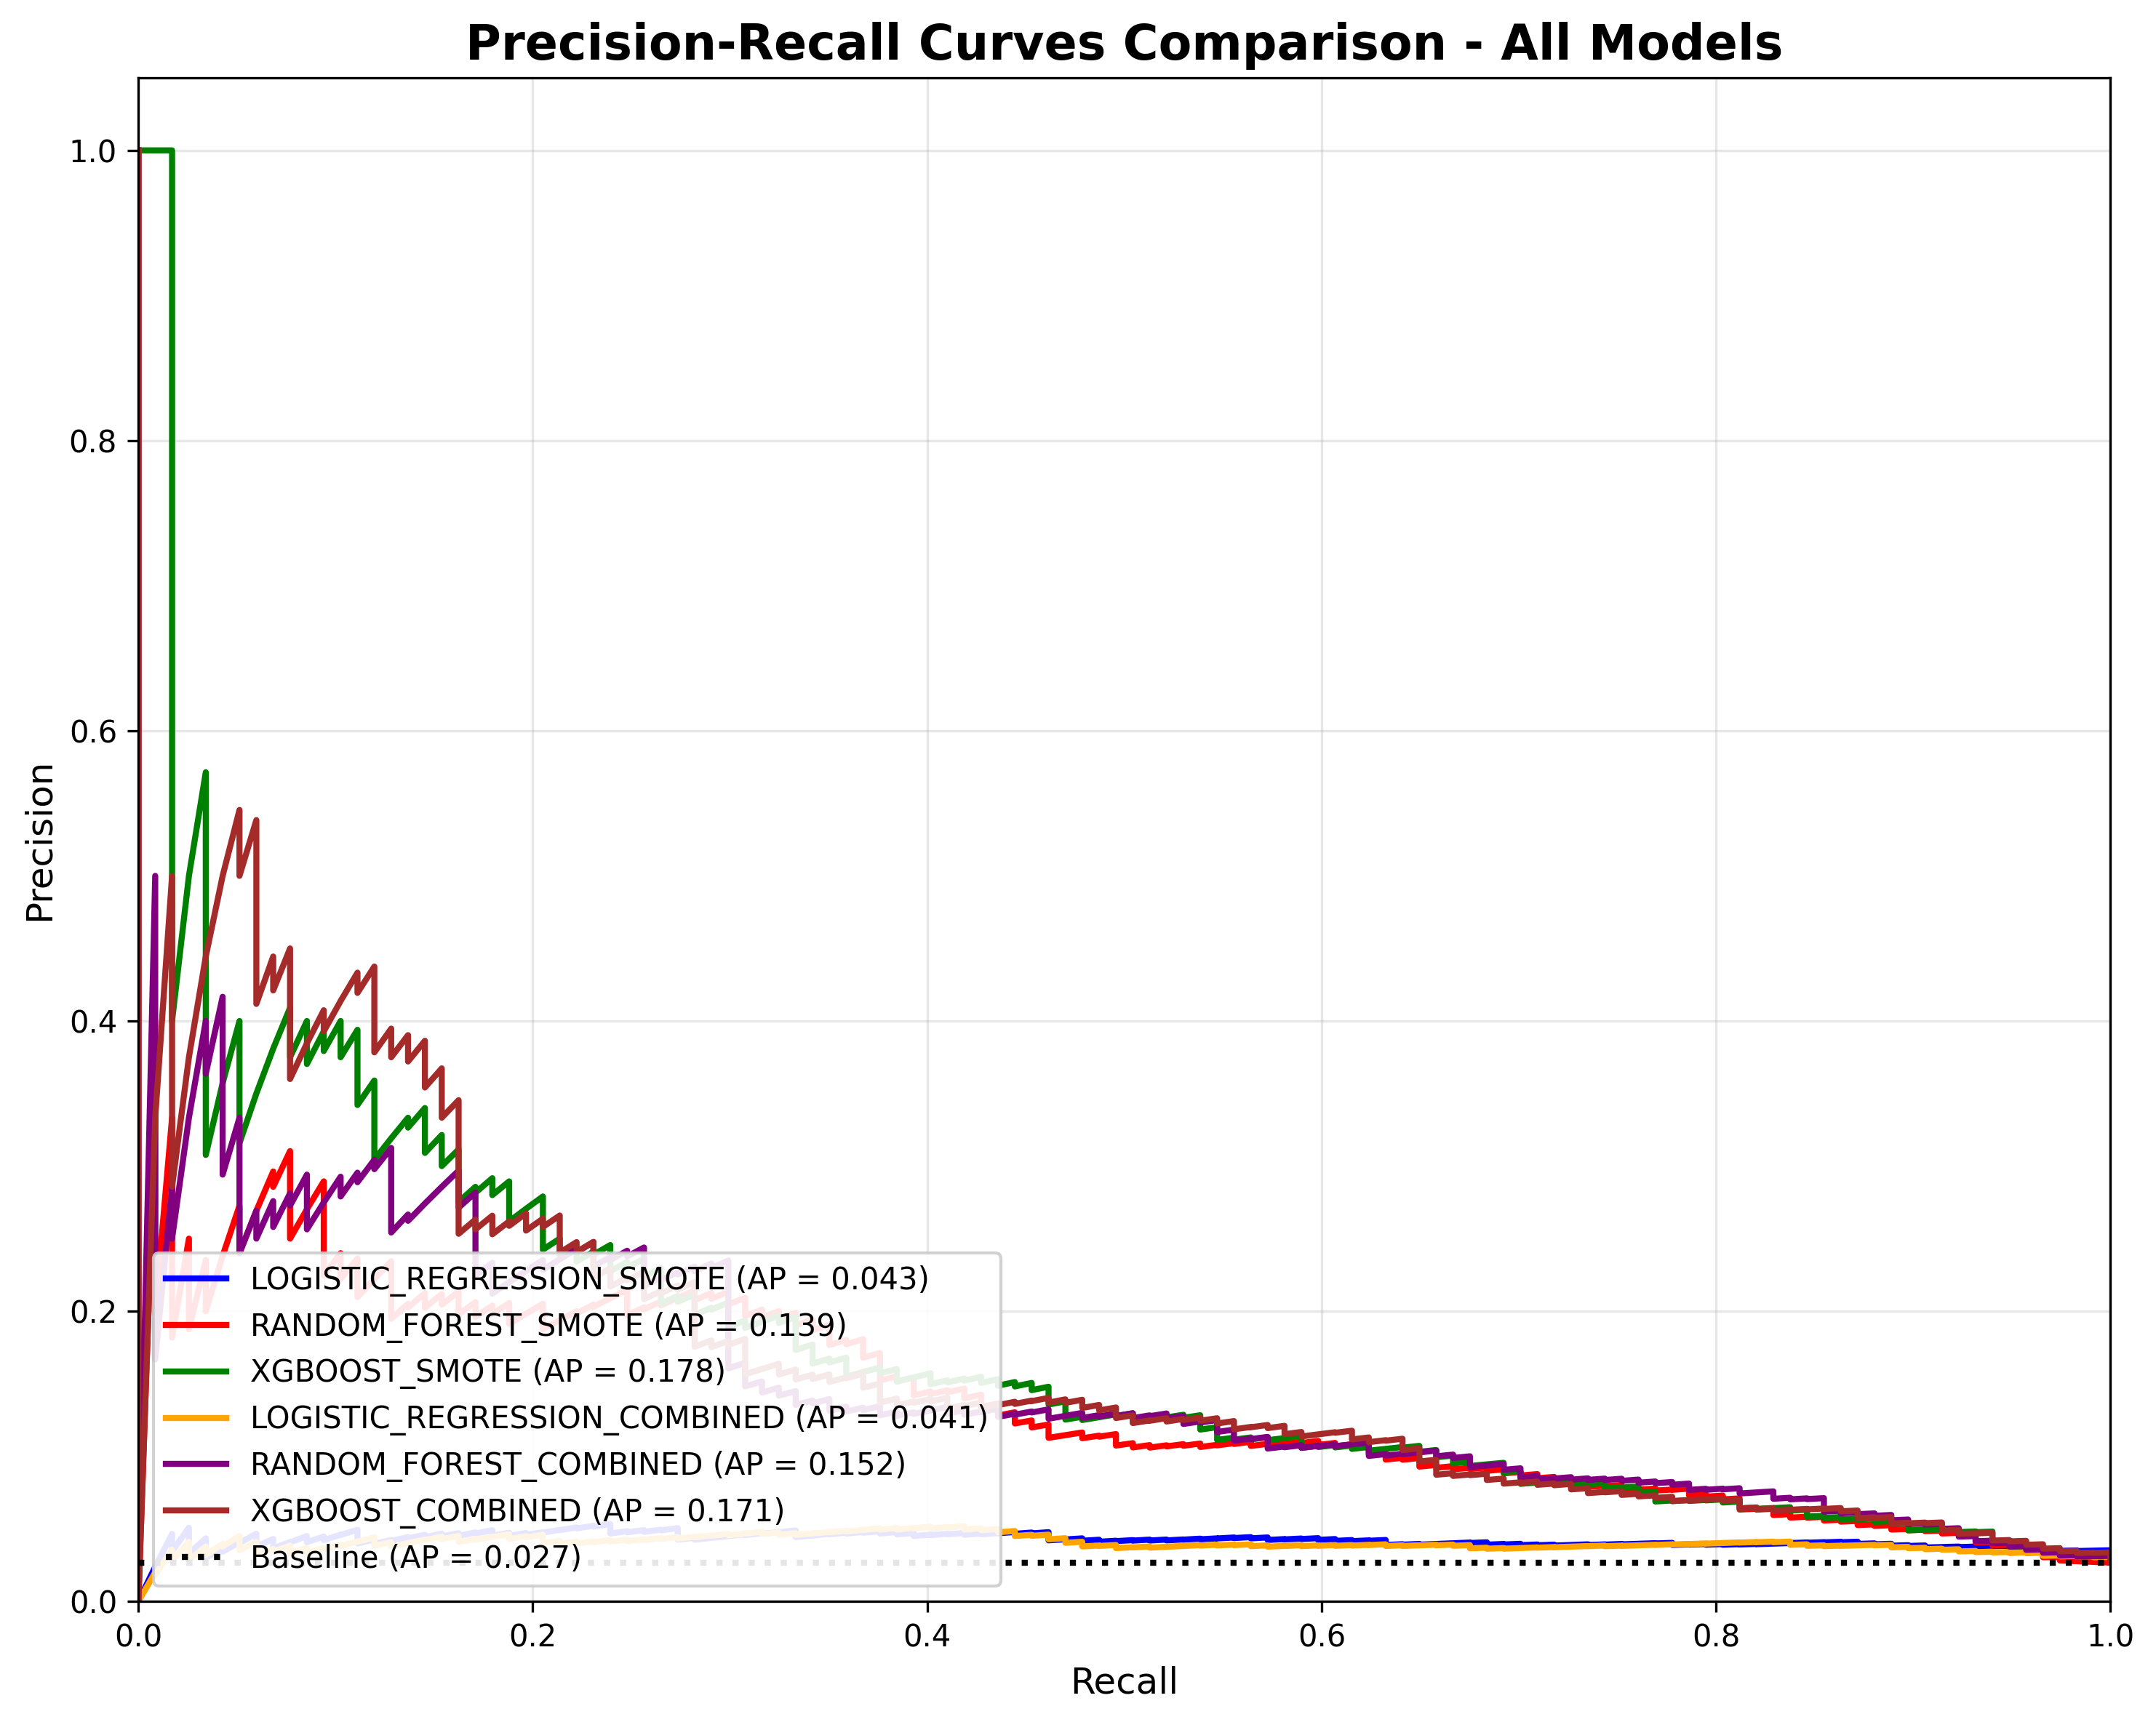 Precision-Recall Curves Comparison - All Models
Precision
1.0
0.8
0.6
0.4
0.2
0.0
LOGISTIC_REGRESSION_SMOTE (AP = 0.043)
RANDOM_FOREST_SMOTE (AP = 0.139)
XGBOOST_SMOTE (AP = 0.178)
LOGISTIC_REGRESSION_COMBINED (AP = 0.041)
RANDOM_FOREST_COMBINED (AP = 0.152)
XGBOOST_COMBINED (AP = 0.171)
Baseline (AP = 0.027)
0.0 0.2 0.4 0.6 0.8 1.0
Recall